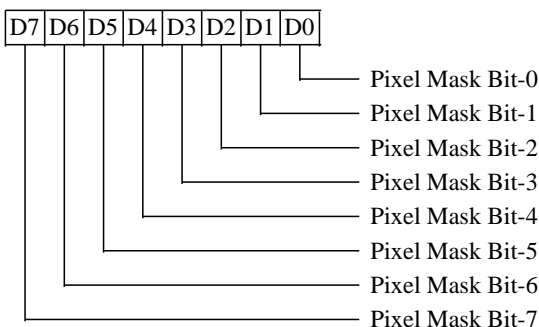 D7 D6 D5 D4 D3 D2 D1 D0
Pixel Mask Bit-0
Pixel Mask Bit-1
Pixel Mask Bit-2
Pixel Mask Bit-3
Pixel Mask Bit-4
Pixel Mask Bit-5
Pixel Mask Bit-6
Pixel Mask Bit-7